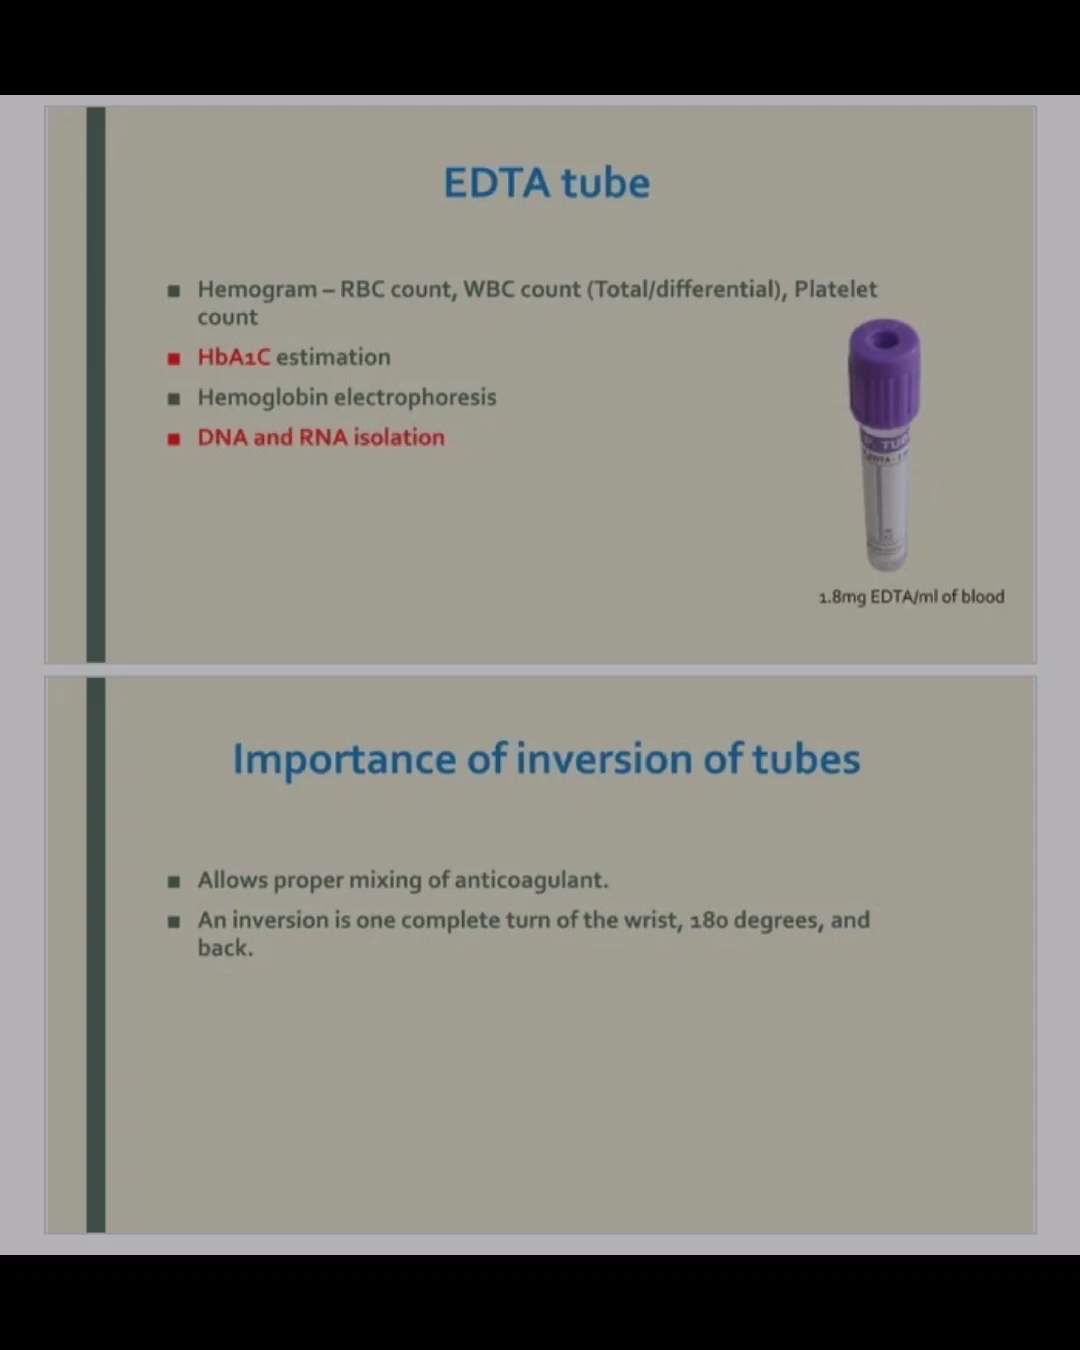 EDTA tube
Hemogram – RBC count, WBC count (Total/differential), Platelet
count
HbA1C estimation
Hemoglobin electrophoresis
DNA and RNA isolation
1.8mg EDTA/ml of blood
Importance of inversion of tubes
Allows proper mixing of anticoagulant.
An inversion is one complete turn of the wrist, 180 degrees, and
back.